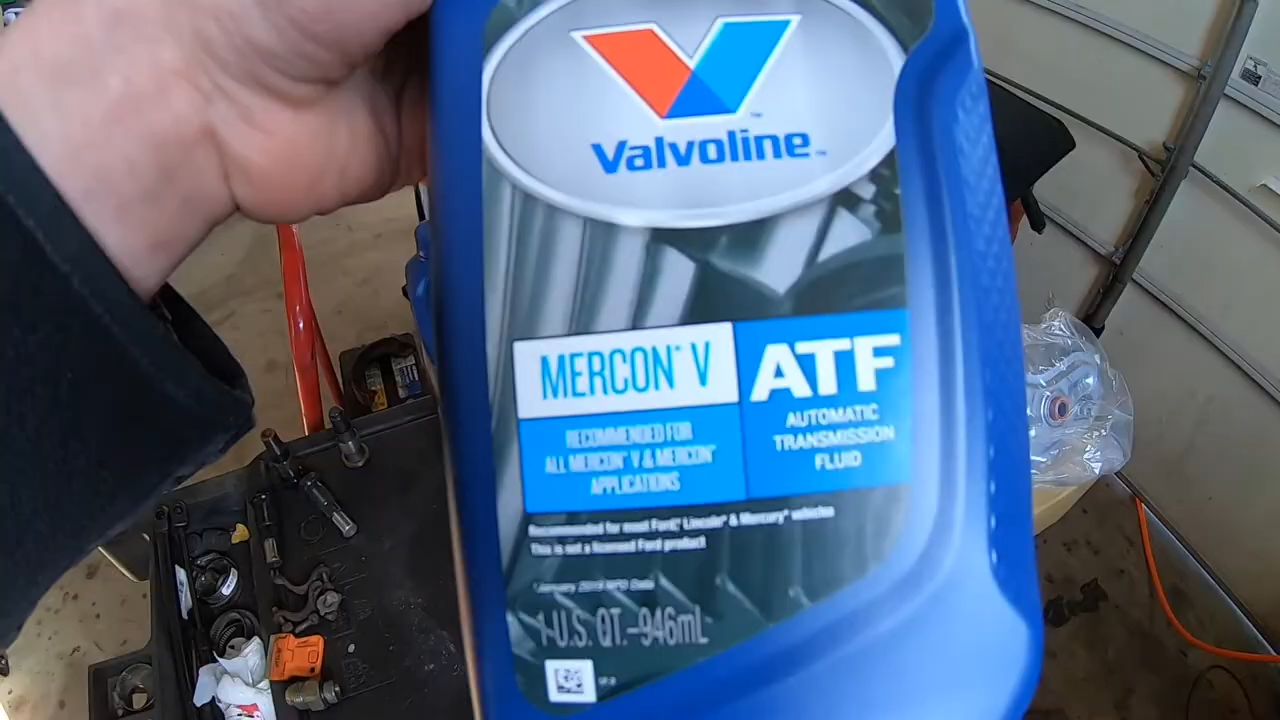 Valvoline™
MERCON® V
ATF
RECOMMENDED FOR
ALL MERCON® V & MERCON®
APPLICATIONS
AUTOMATIC
TRANSMISSION
FLUID
Recommended for most Ford,® Lincoln® & Mercury® vehicles
This is not a licensed Ford product
1 U.S. QT.-946mL